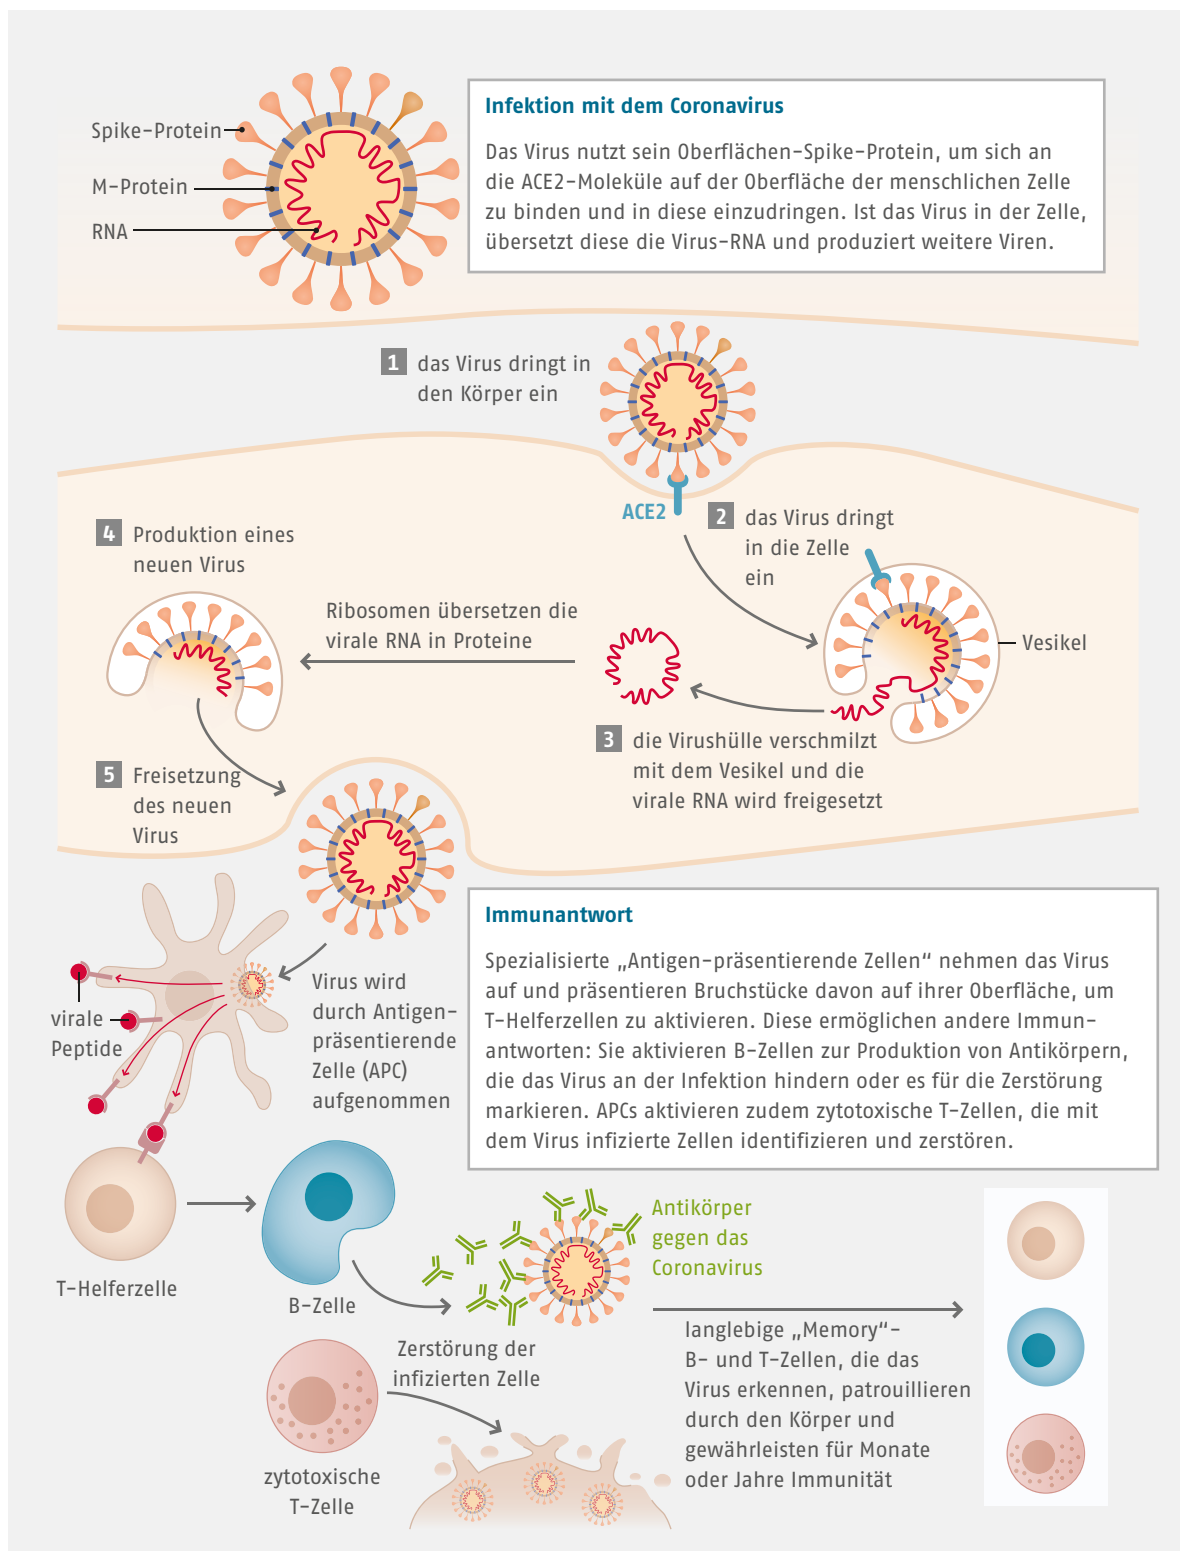 Spike-Protein
M-Protein
RNA
Infektion mit dem Coronavirus
Das Virus nutzt sein Oberflächen-Spike-Protein, um sich an
die ACE2-Moleküle auf der Oberfläche der menschlichen Zelle
zu binden und in diese einzudringen. Ist das Virus in der Zelle,
übersetzt diese die Virus-RNA und produziert weitere Viren.
1 das Virus dringt in
den Körper ein
ACE2
2 das Virus dringt
in die Zelle
ein
Vesikel
3 die Virushülle verschmilzt
mit dem Vesikel und die
virale RNA wird freigesetzt
Ribosomen übersetzen die
virale RNA in Proteine
4 Produktion eines
neuen Virus
5 Freisetzung
des neuen
Virus
Immunantwort
Spezialisierte „Antigen-präsentierende Zellen“ nehmen das Virus
auf und präsentieren Bruchstücke davon auf ihrer Oberfläche, um
T-Helferzellen zu aktivieren. Diese ermöglichen andere Immun-
antworten: Sie aktivieren B-Zellen zur Produktion von Antikörpern,
die das Virus an der Infektion hindern oder es für die Zerstörung
markieren. APCs aktivieren zudem zytotoxische T-Zellen, die mit
dem Virus infizierte Zellen identifizieren und zerstören.
Virus wird
durch Antigen-
präsentierende
Zelle (APC)
aufgenommen
virale
Peptide
T-Helferzelle
B-Zelle
Antikörper
gegen das
Coronavirus
Zerstörung der
infizierten Zelle
zytotoxische
T-Zelle
langlebige „Memory“-
B- und T-Zellen, die das
Virus erkennen, patrouillieren
durch den Körper und
gewährleisten für Monate
oder Jahre Immunität